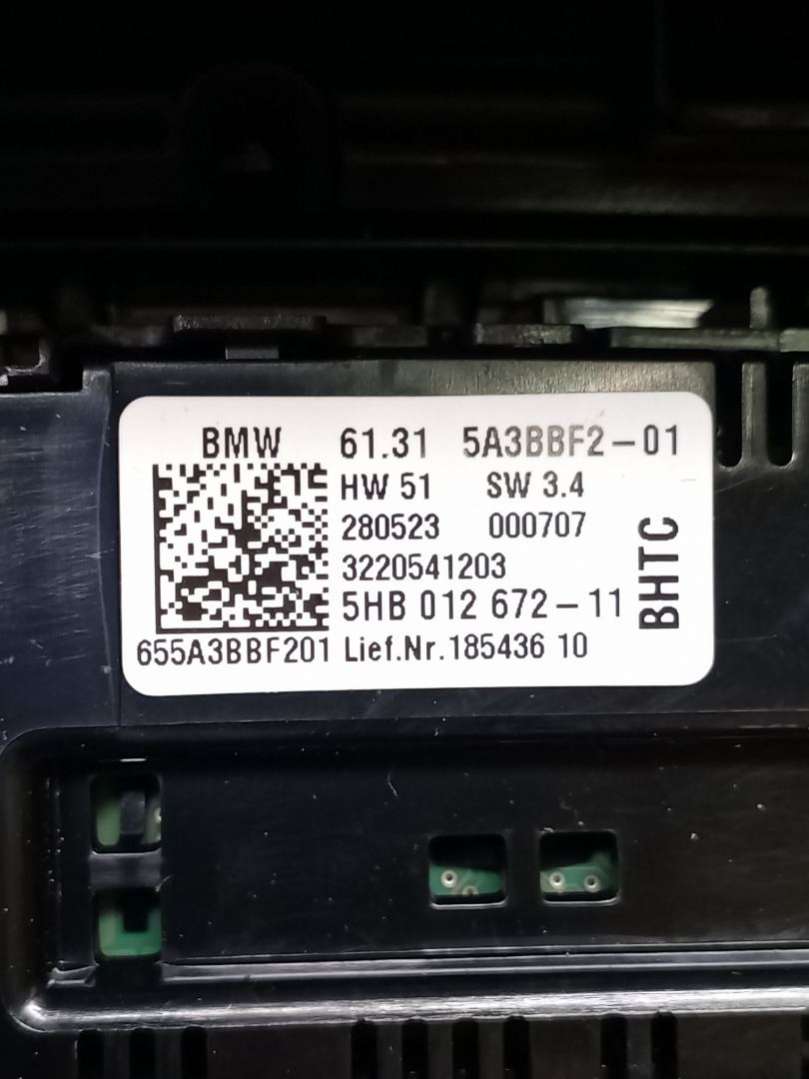 BMW 61.31 5A3BBF2-01
HW 51 SW 3.4
280523 000707
3220541203
5HB 012 672-11
655A3BBF201 Lief.Nr.185436 10
BHTC